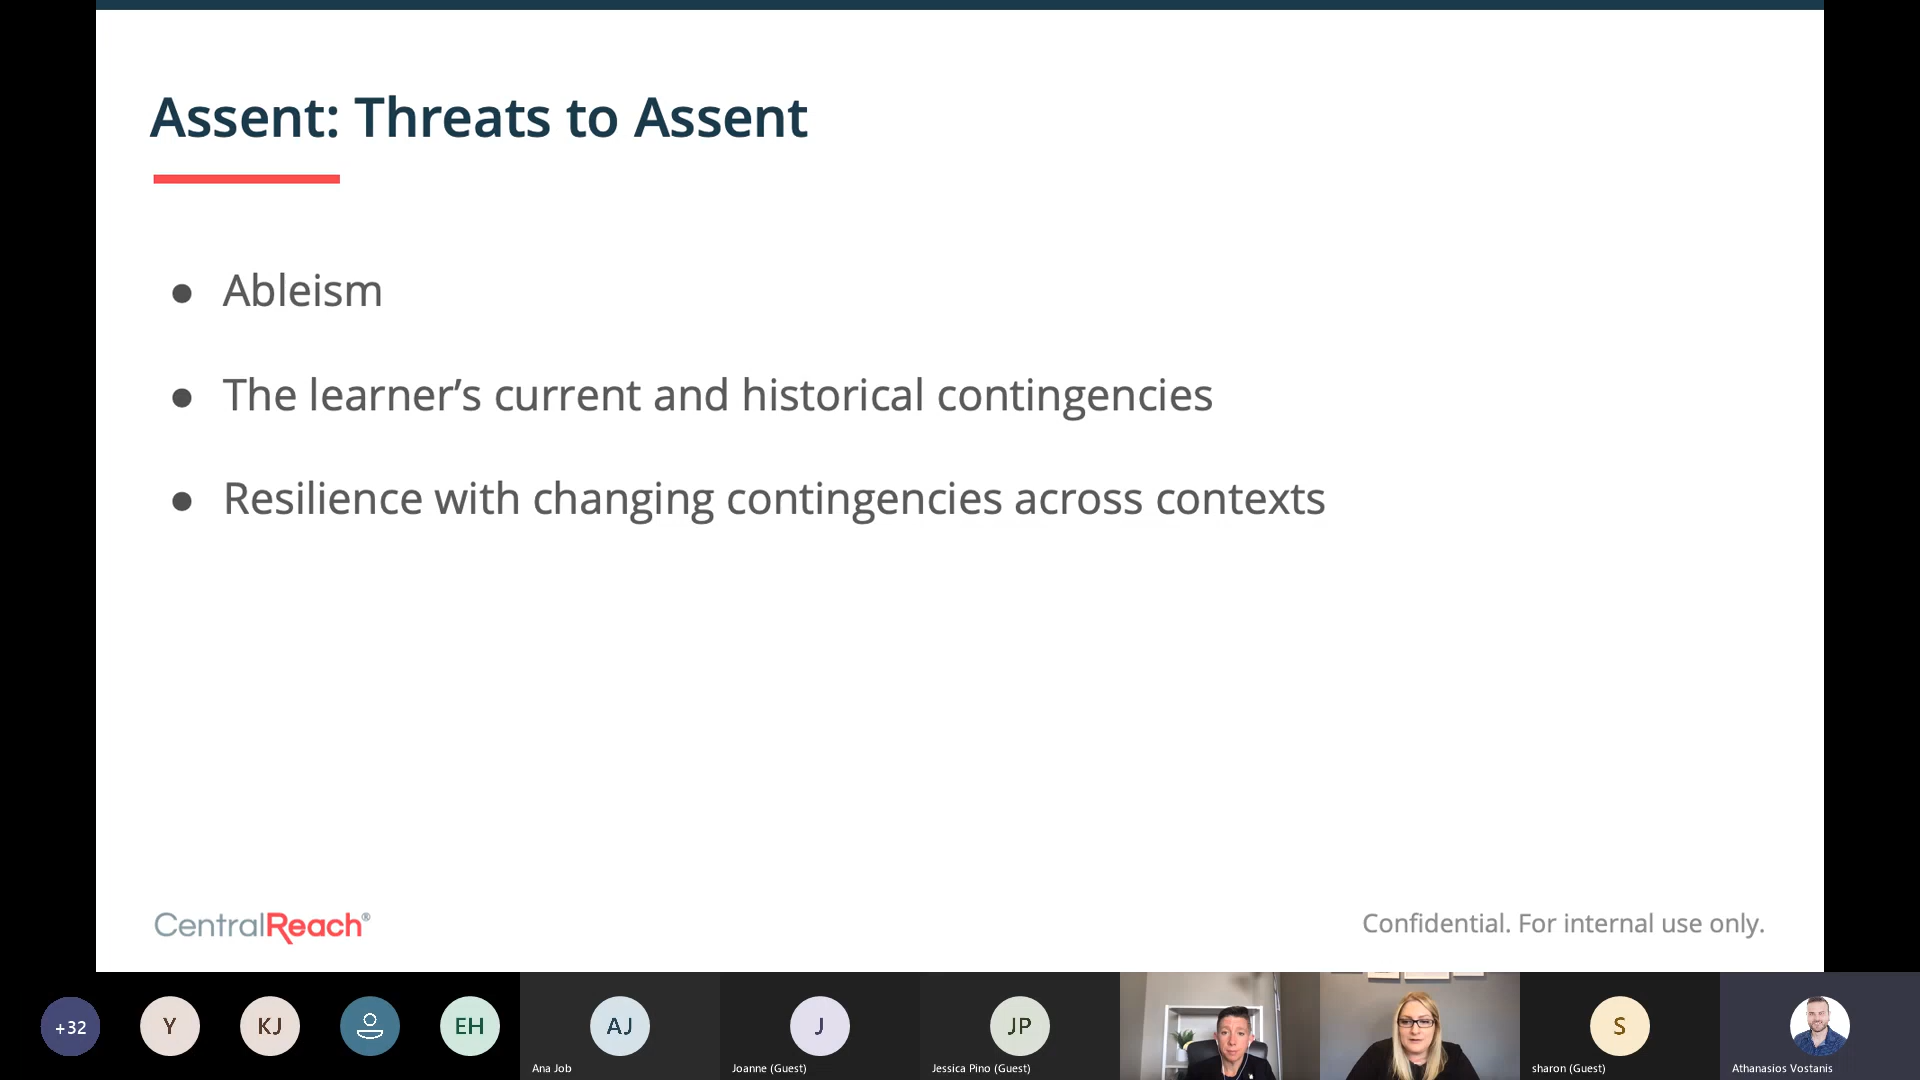 Assent: Threats to Assent
● Ableism
● The learner’s current and historical contingencies
● Resilience with changing contingencies across contexts
CentralReach®
Confidential. For internal use only.
+32
Y
KJ
EH
AJ
J
JP
S
Ana Job
Joanne (Guest)
Jessica Pino (Guest)
sharon (Guest)
Athanasios Vostanis